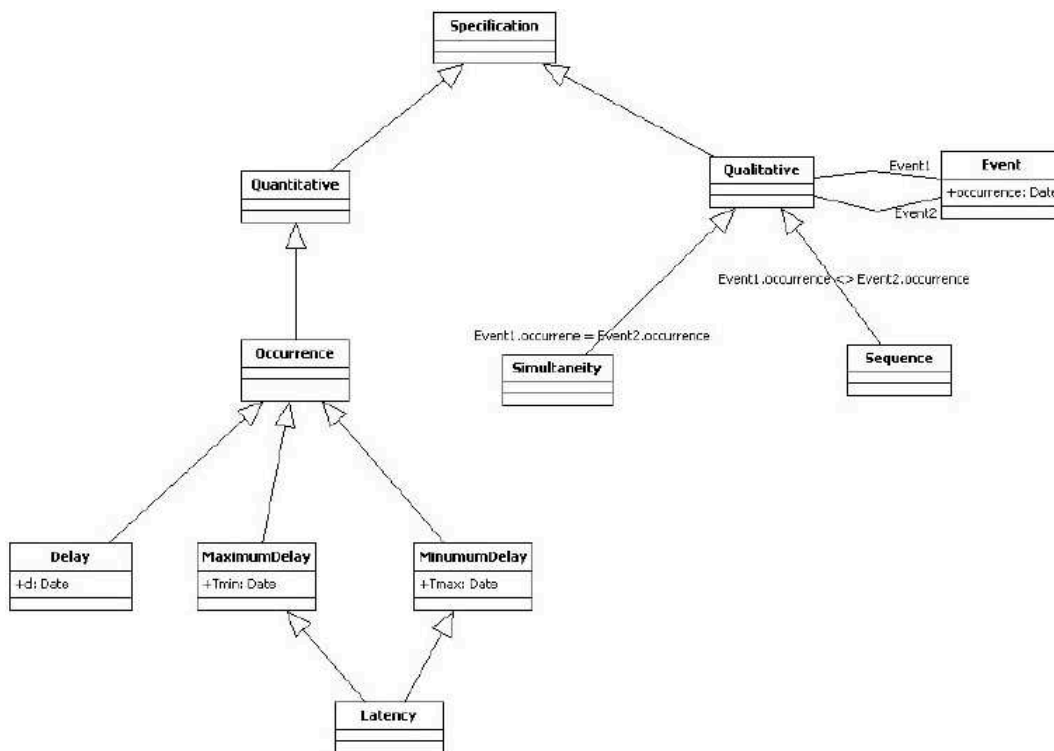 Specification
Quantitative
Qualitative
Event1
Event
+occurrence: Date
Event2
Event1.occurrence <> Event2.occurrence
Event1.occurrene = Event2.occurrence
Occurrence
Simultaneity
Sequence
Delay
+d: Date
MaximumDelay
+Tmin: Date
MinumumDelay
+Tmax: Date
Latency